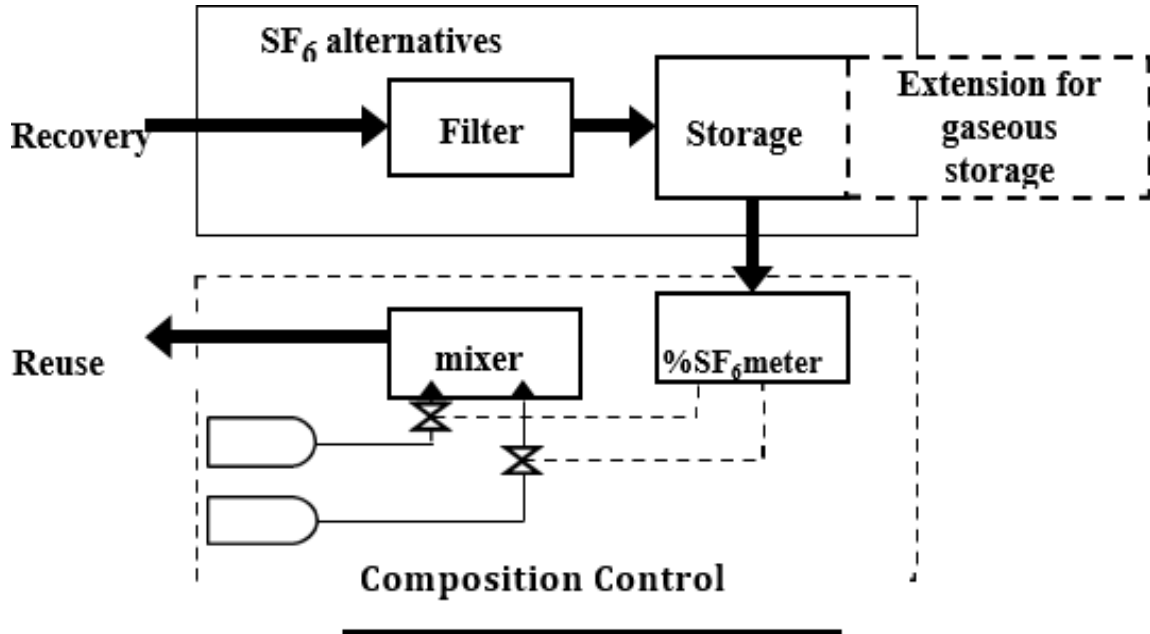 SF₆ alternatives
Recovery
Filter
Storage
Extension for
gaseous
storage
Reuse
mixer
%SF₆meter
Composition Control